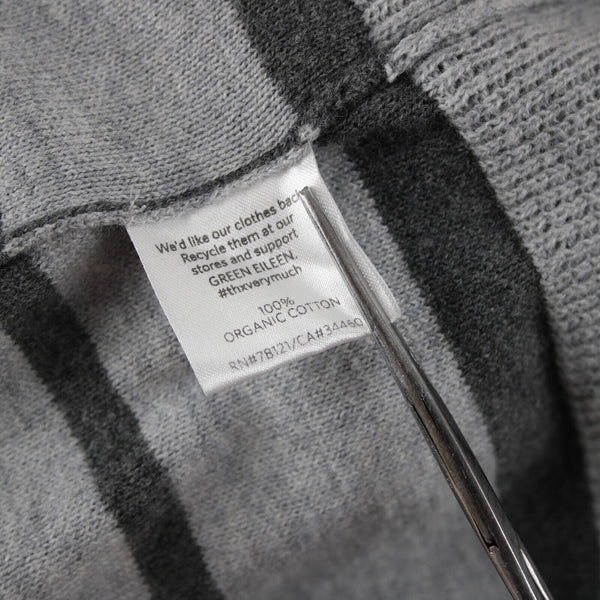 We'd like our clothes back
Recycle them at our
stores and support
GREEN EILEEN.
#thxverymuch
100%
ORGANIC COTTON
RN#78121/CA#34460